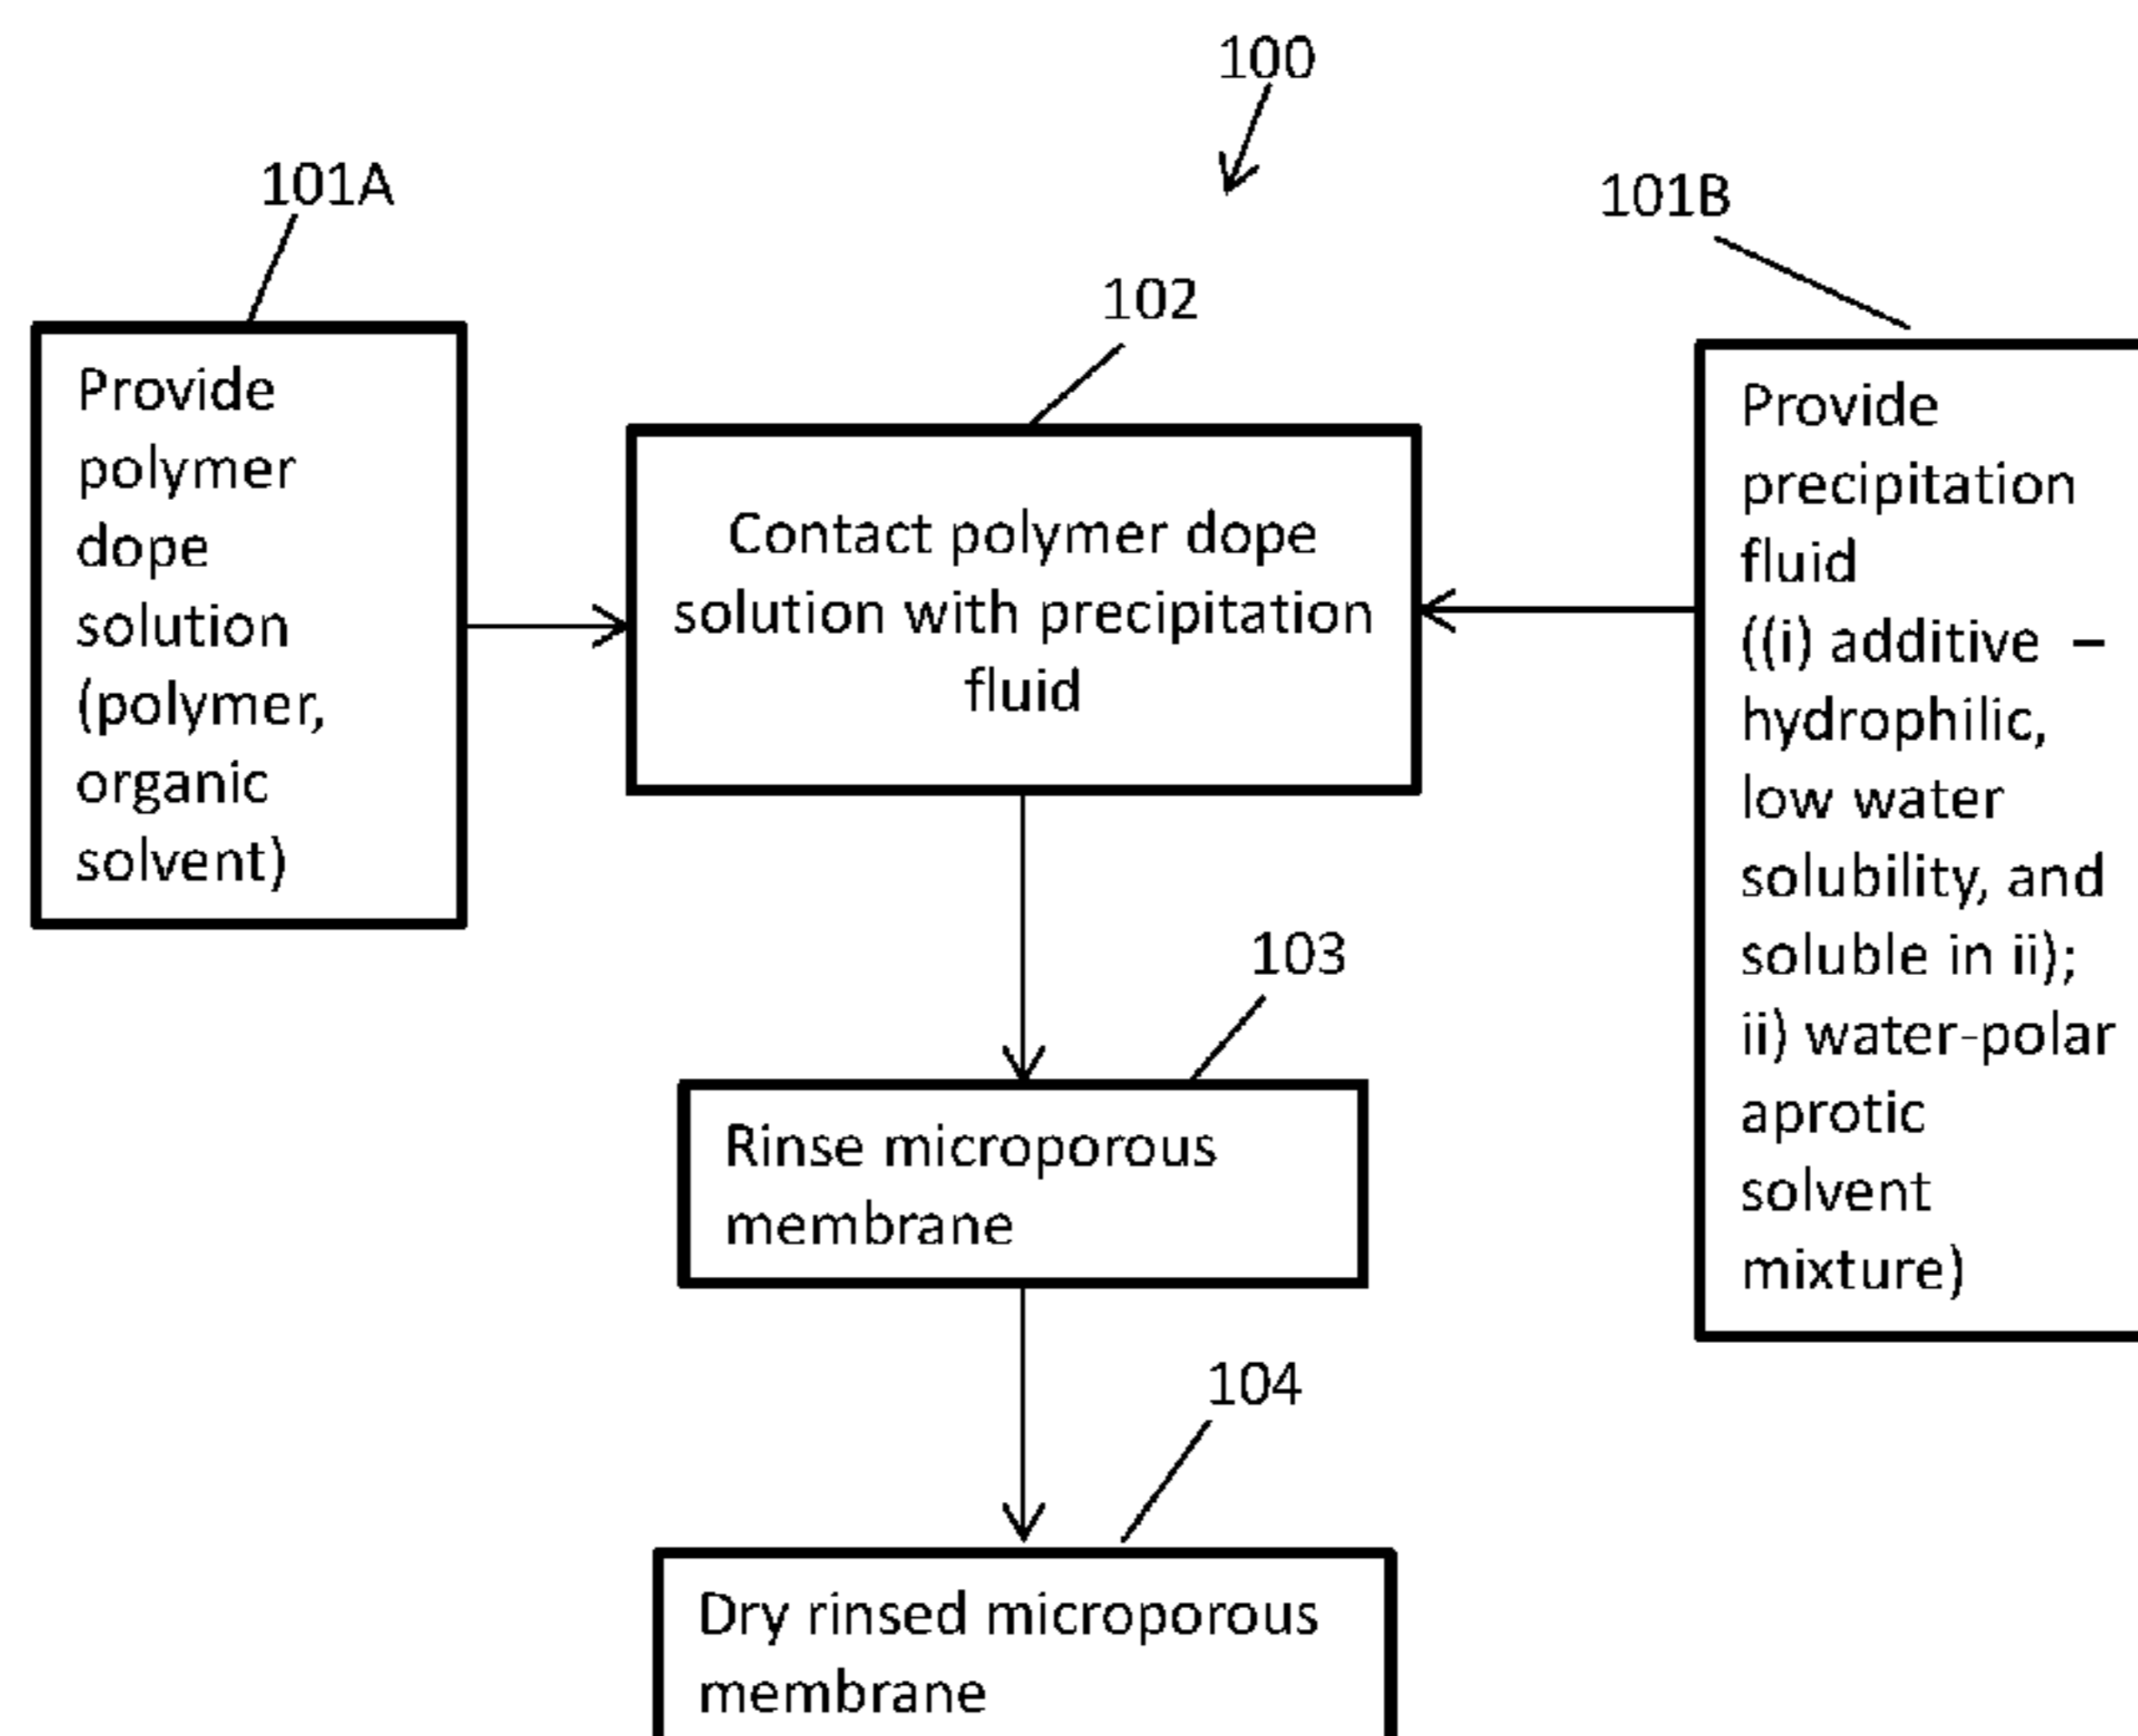 100
101A
101B
102
Provide
polymer
dope
solution
(polymer,
organic
solvent)
Contact polymer dope
solution with precipitation
fluid
Provide
precipitation
fluid
((i) additive –
hydrophilic,
low water
solubility, and
soluble in ii);
ii) water-polar
aprotic
solvent
mixture)
103
Rinse microporous
membrane
104
Dry rinsed microporous
membrane